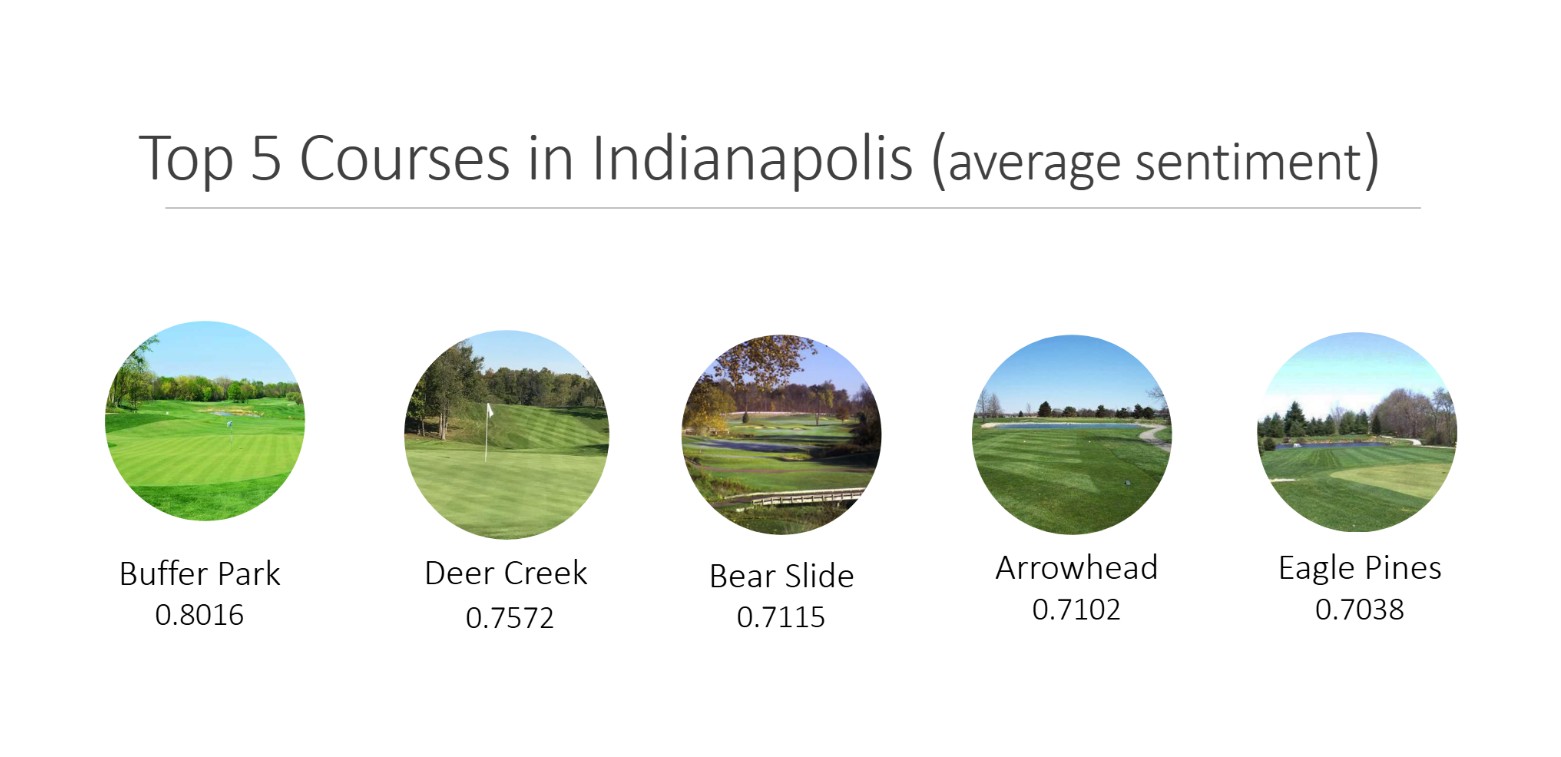 Top 5 Courses in Indianapolis (average sentiment)
Buffer Park
0.8016
Deer Creek
0.7572
Bear Slide
0.7115
Arrowhead
0.7102
Eagle Pines
0.7038